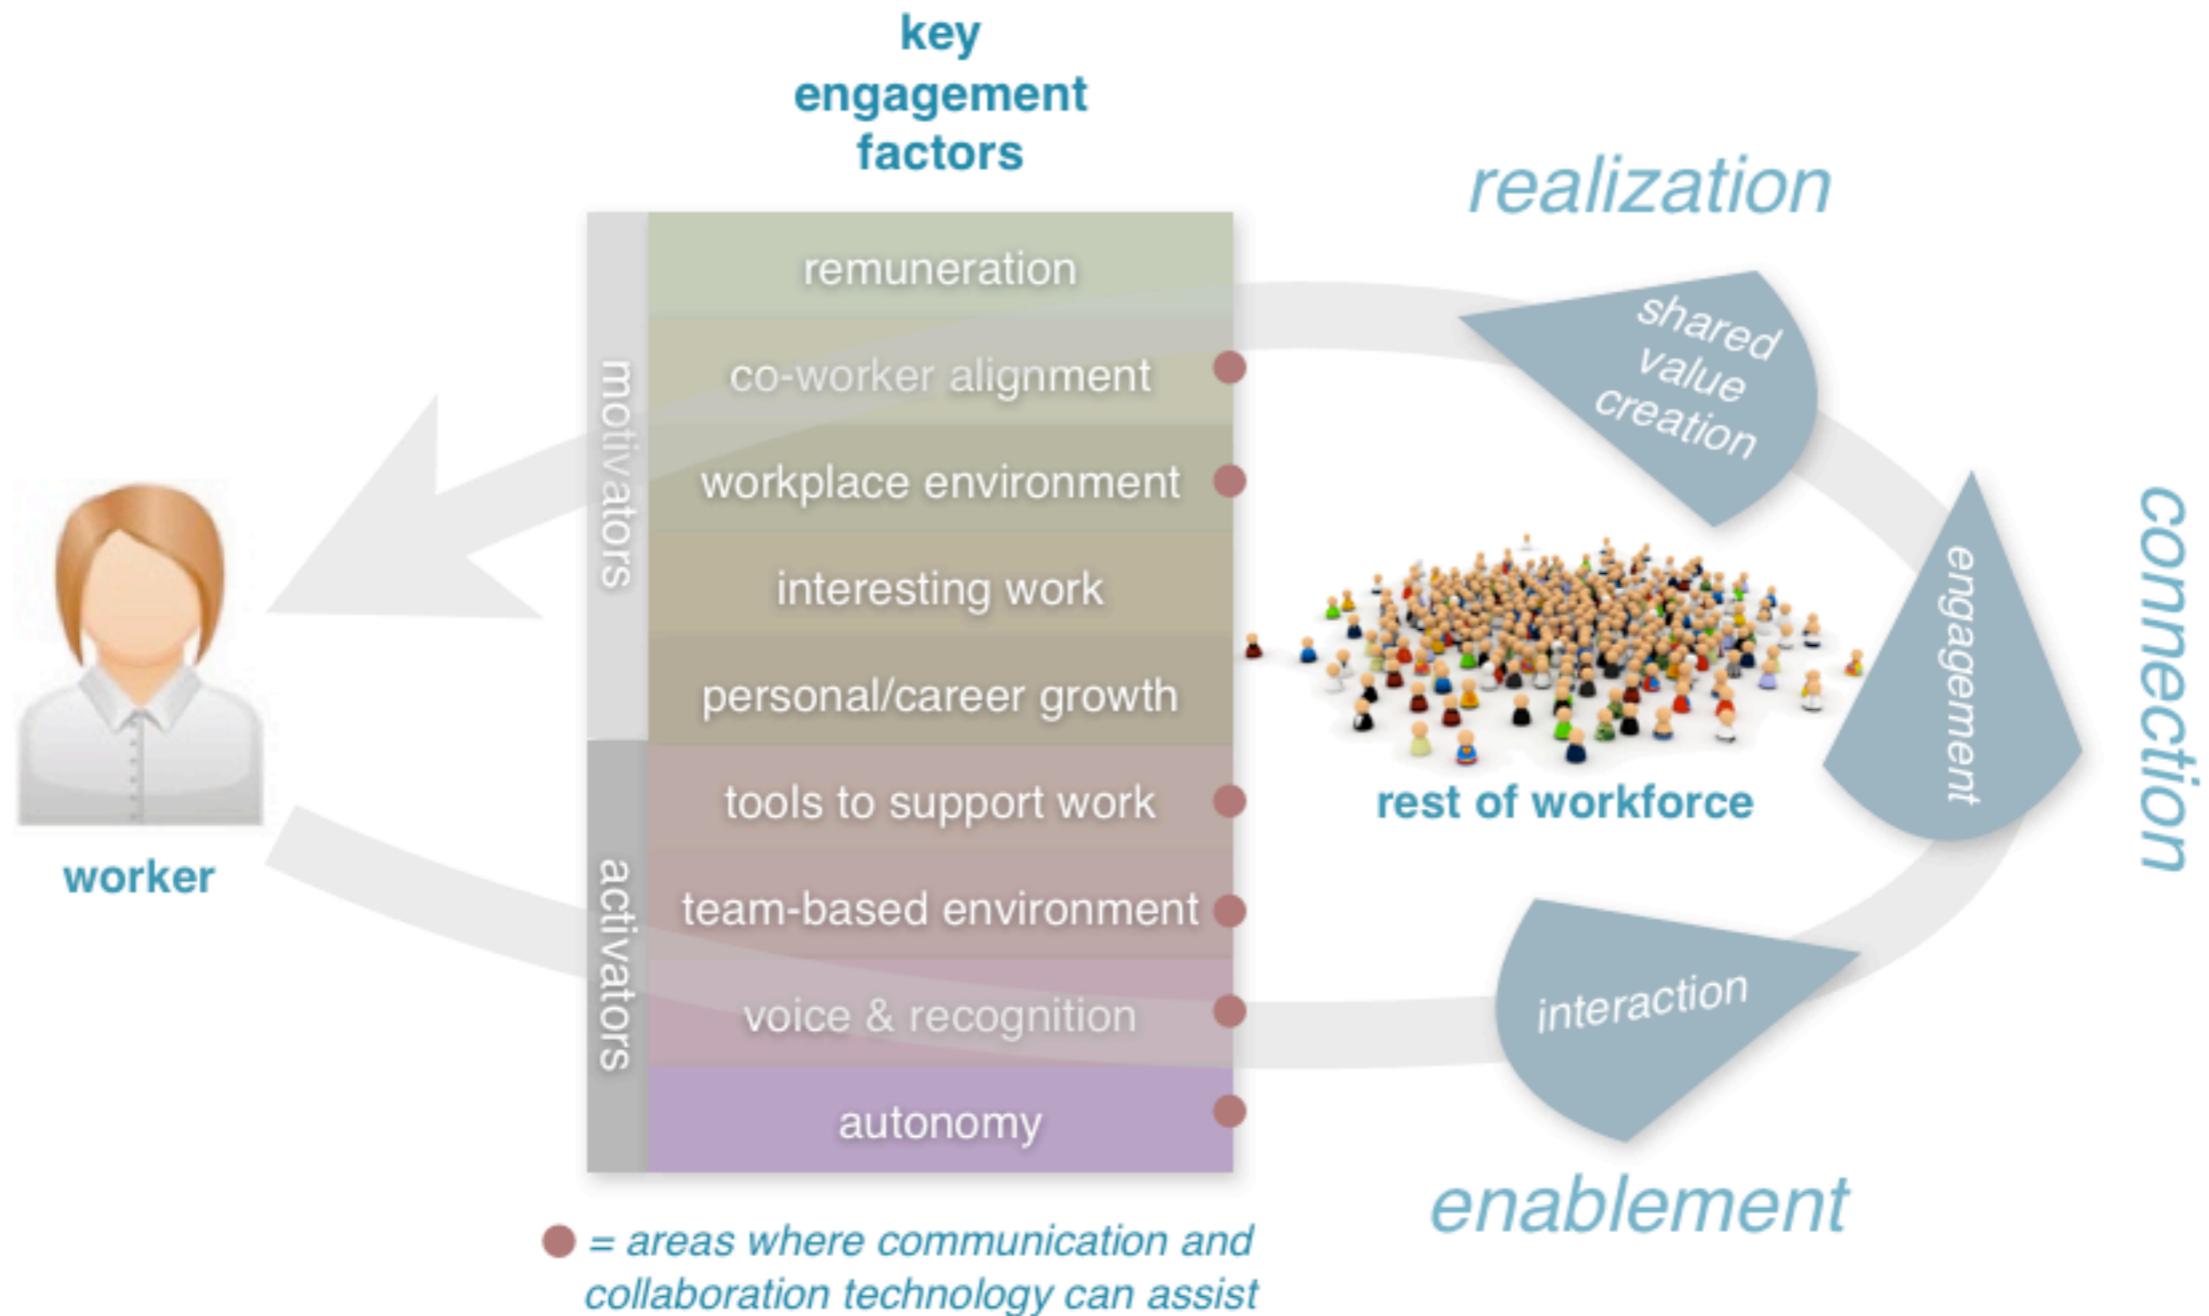 key
engagement
factors
motivators
remuneration
co-worker alignment
workplace environment
interesting work
personal/career growth
activators
tools to support work
team-based environment
voice & recognition
autonomy
worker
rest of workforce
realization
shared
value
creation
connection
engagement
interaction
enablement
= areas where communication and
collaboration technology can assist